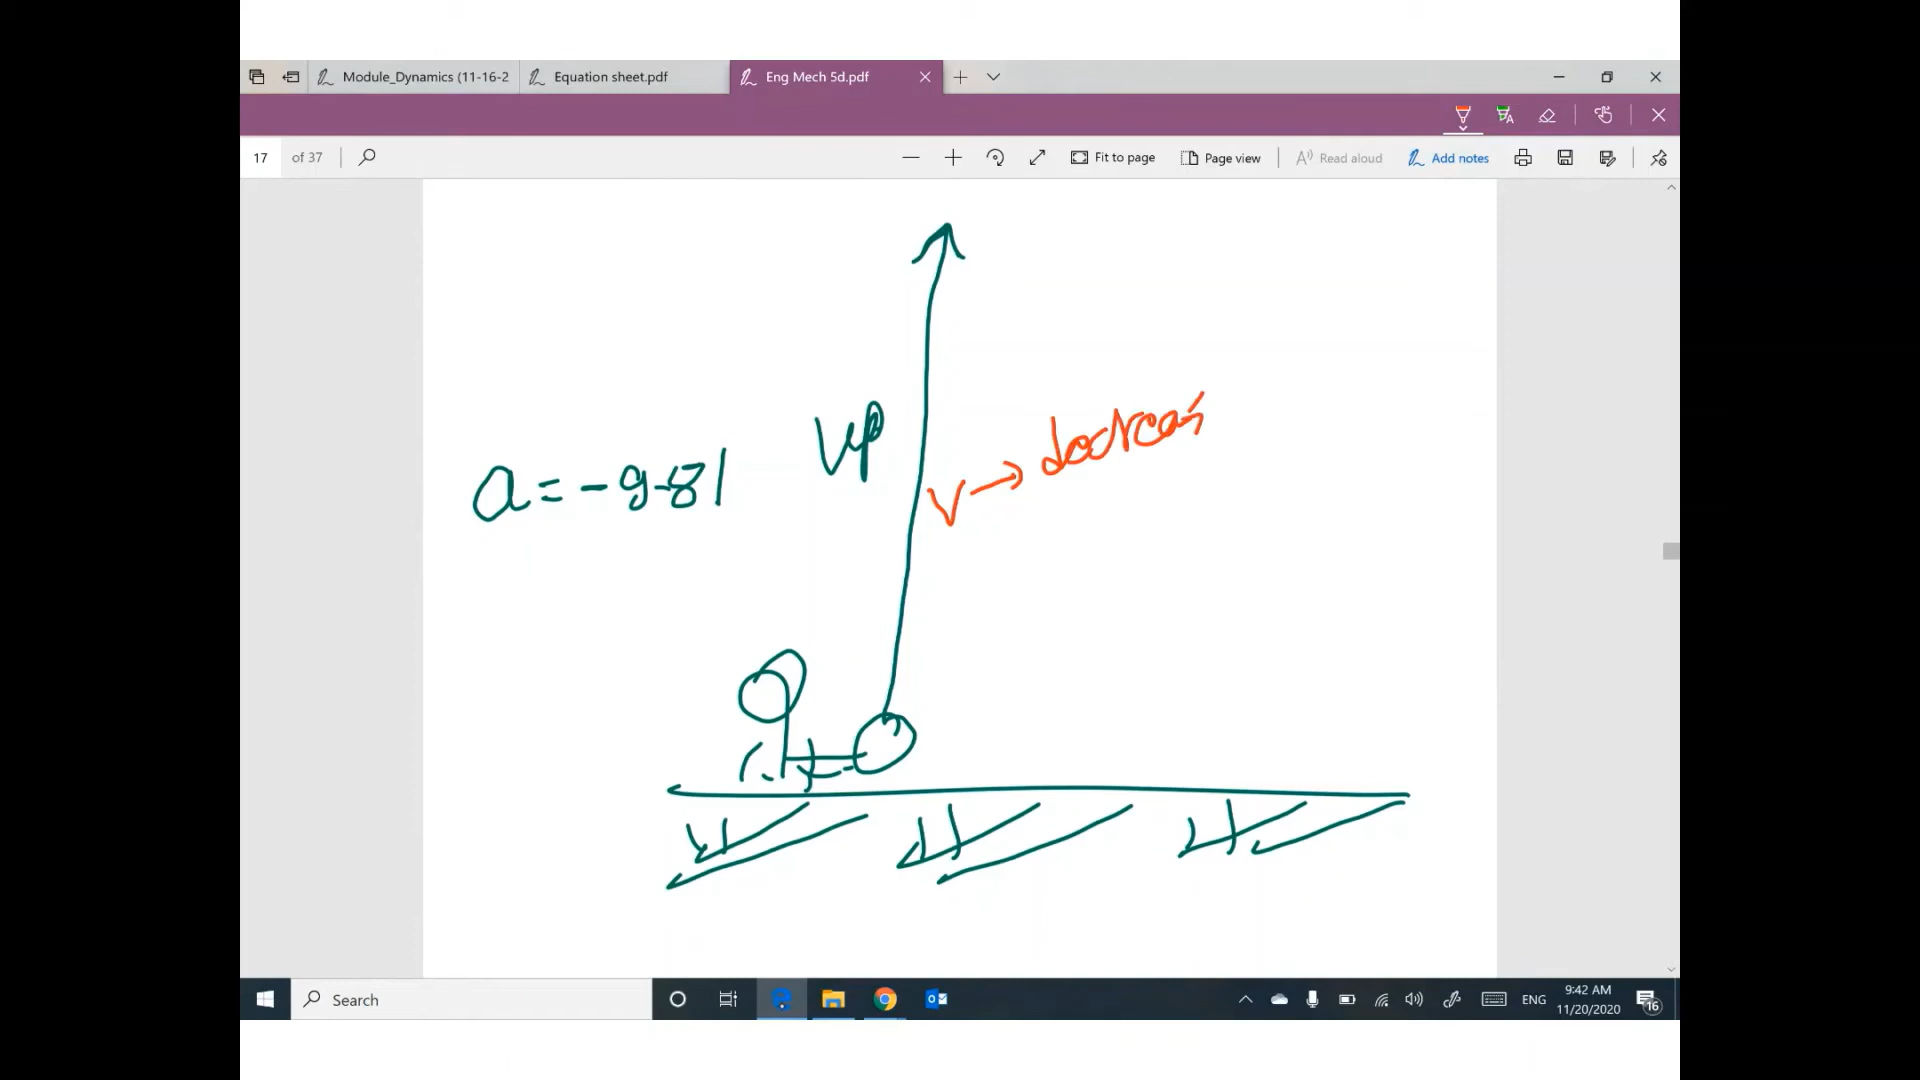 Module_Dynamics (11-16-2
Equation sheet.pdf
Eng Mech 5d.pdf
17 of 37
Fit to page
Page view
Read aloud
Add notes
up
v → decreas
a = - 9.81
Search
ENG
9:42 AM
11/20/2020
16